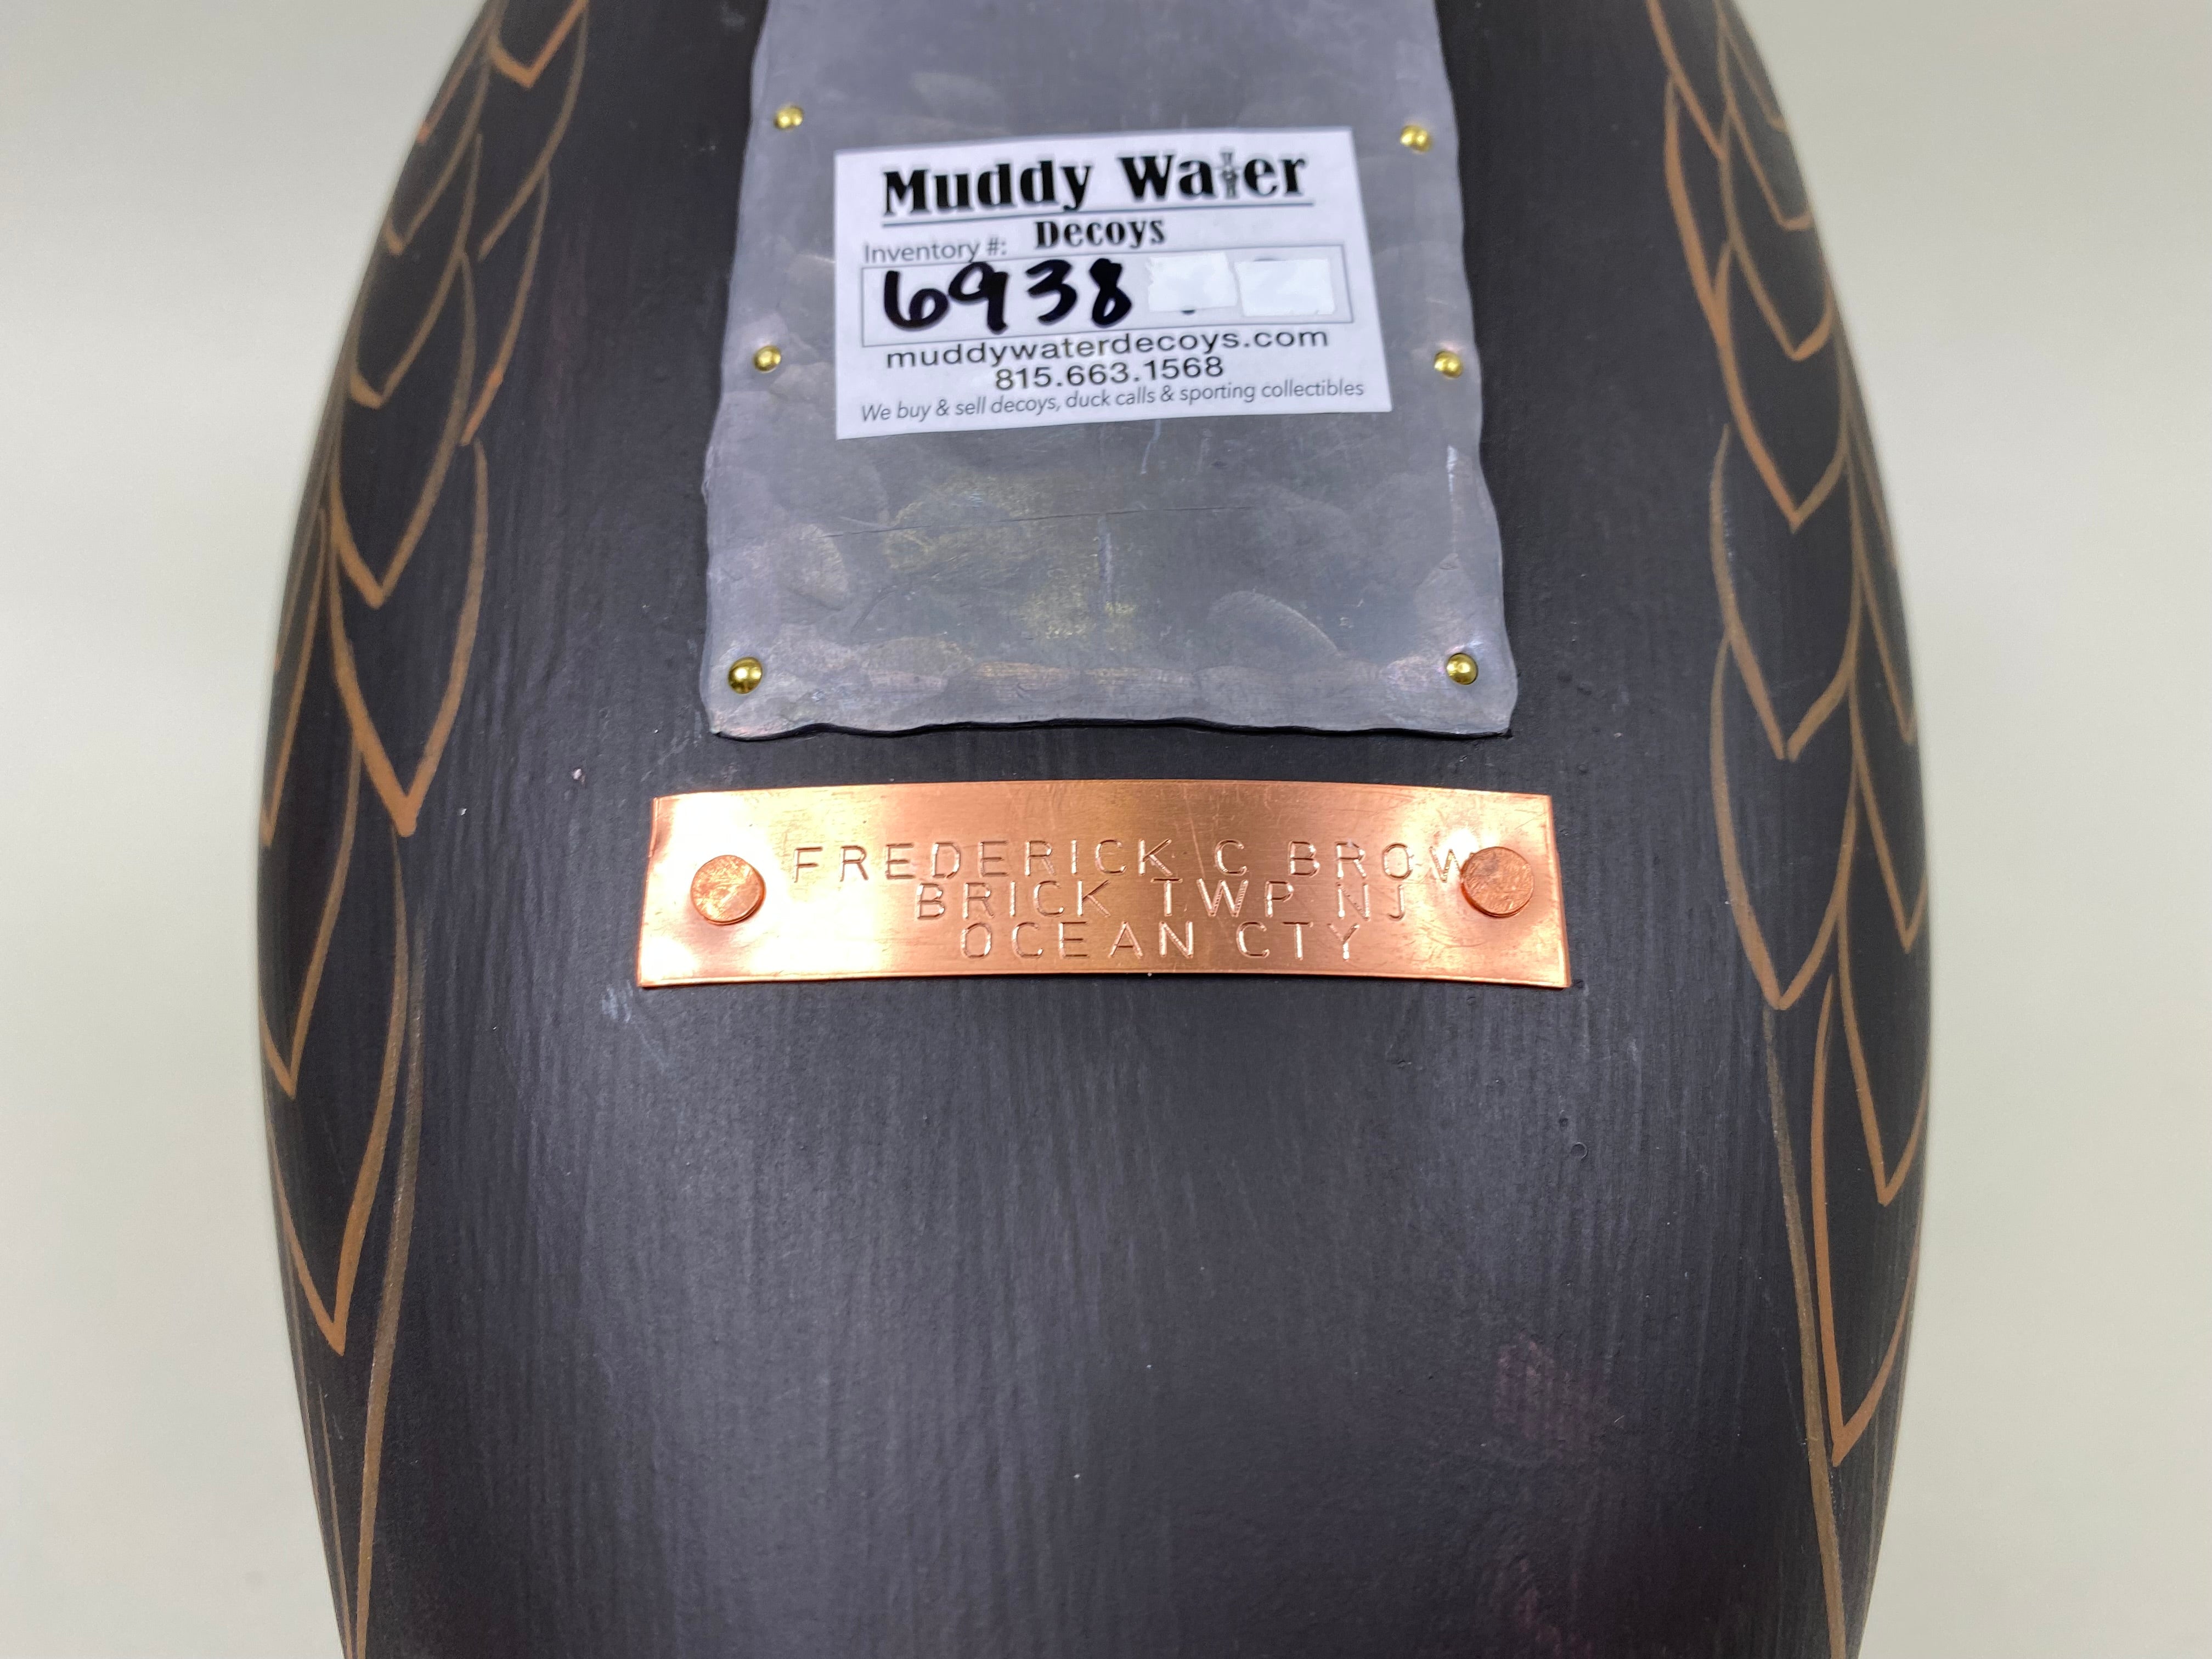 Muddy Water
Decoys
Inventory #:
6938
muddywaterdecoys.com
815.663.1568
We buy & sell decoys, duck calls & sporting collectibles
FREDERICK C BROW
BRICK TWP NJ
OCEAN CTY